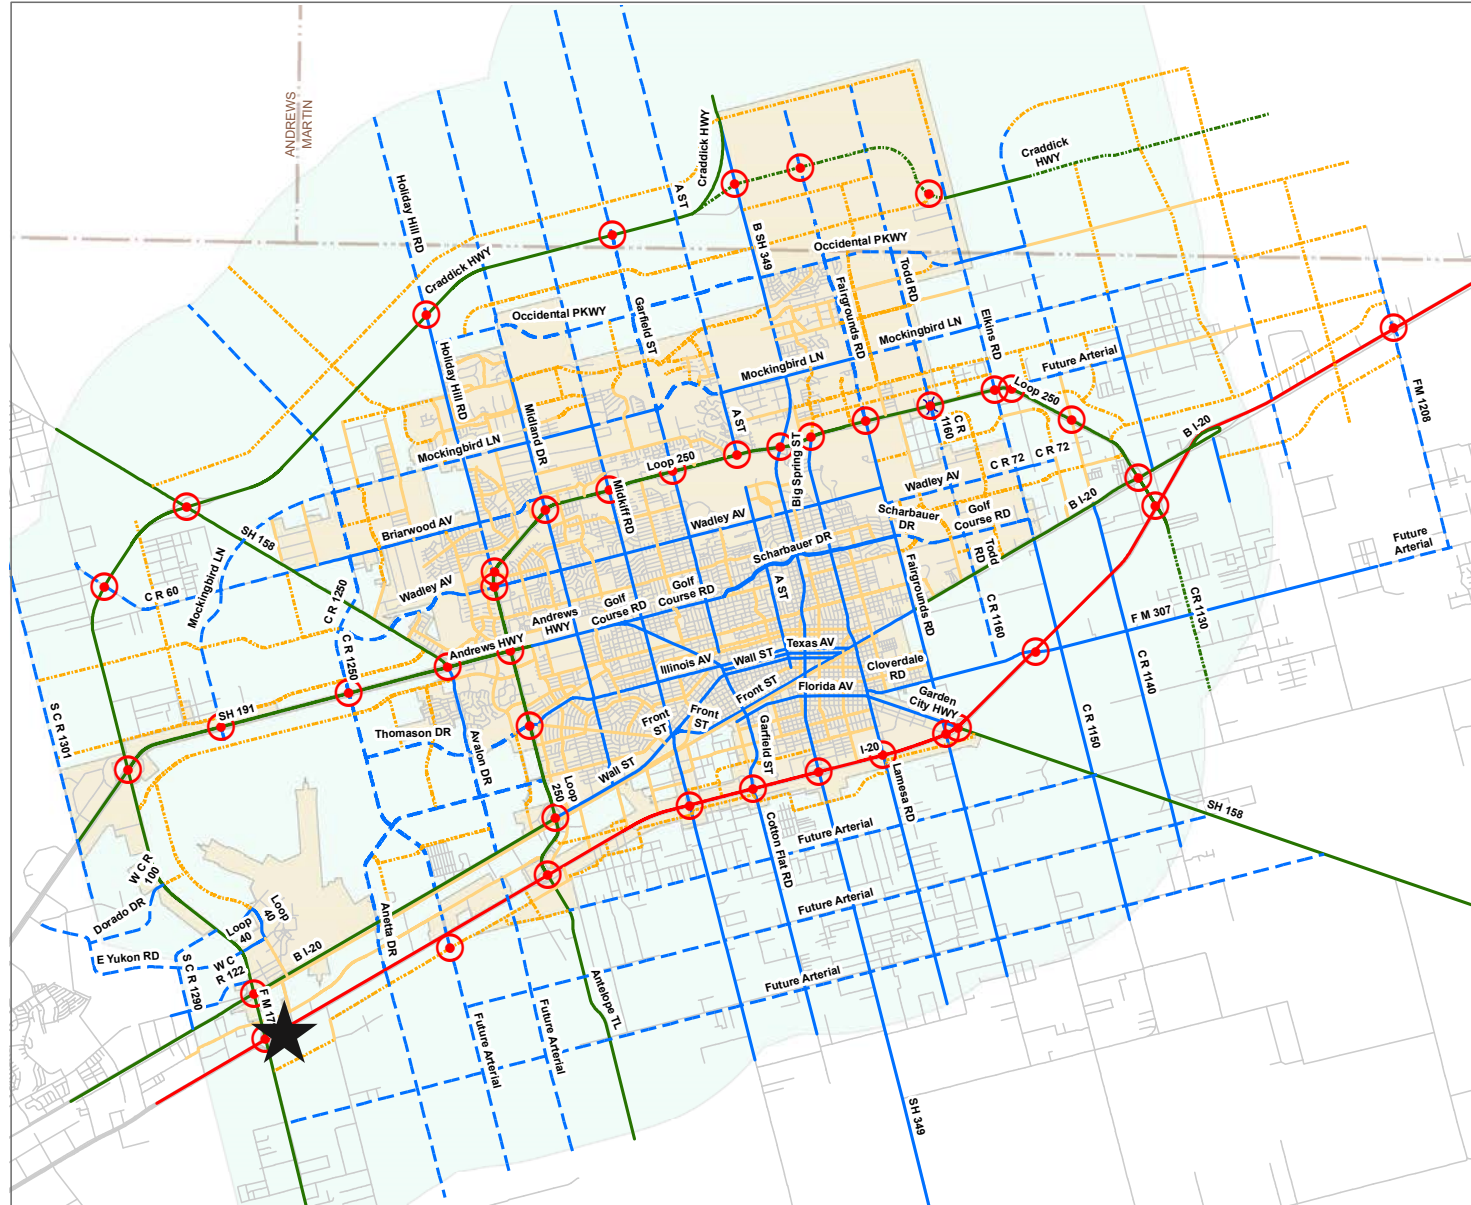 ANDREWS
MARTIN
Craddick HWY
Craddick
HWY
A ST
Holiday Hill RD
B SH 349
Occidental PKWY
Craddick HWY
Todd RD
Occidental PKWY
Garfield ST
Fairgrounds RD
Mockingbird LN
Elkins RD
Future Arterial
Mockingbird LN
Holiday Hill RD
Loop 250
FM 1208
Midland DR
A ST
C R
1160
B I-20
Mockingbird LN
Big Spring ST
C R 72
C R 72
Loop 250
Wadley AV
B I-20
Midkiff RD
Briarwood AV
Wadley AV
Scharbauer
DR
Golf
Course RD
SH 158
Scharbauer DR
Todd
RD
Future
Arterial
Mockingbird LN
C R 60
C R 1250
Wadley AV
Golf
Course RD
Golf
Course RD
A ST
Fairgrounds RD
C R 1160
CR 1130
F M 307
Andrews
HWY
Andrews HWY
C R 1250
Texas AV
Illinois AV
Wall ST
Cloverdale
RD
CR 1140
Front ST
Florida AV
Garden
City HWY
S C R 1301
SH 191
Front
ST
Front
ST
Garfield ST
Thomason DR
Avalon DR
I-20
CR 1150
Wall ST
Loop
250
Lamesa RD
SH 158
Future Arterial
Cotton Flat RD
W C R
100
Dorado DR
Loop
40
Loop
40
Anetta DR
Future Arterial
E Yukon RD
B I-20
W C
R 122
S C R 1290
Future Arterial
F M 17
Antelope TL
Future Arterial
Future Arterial
SH 349